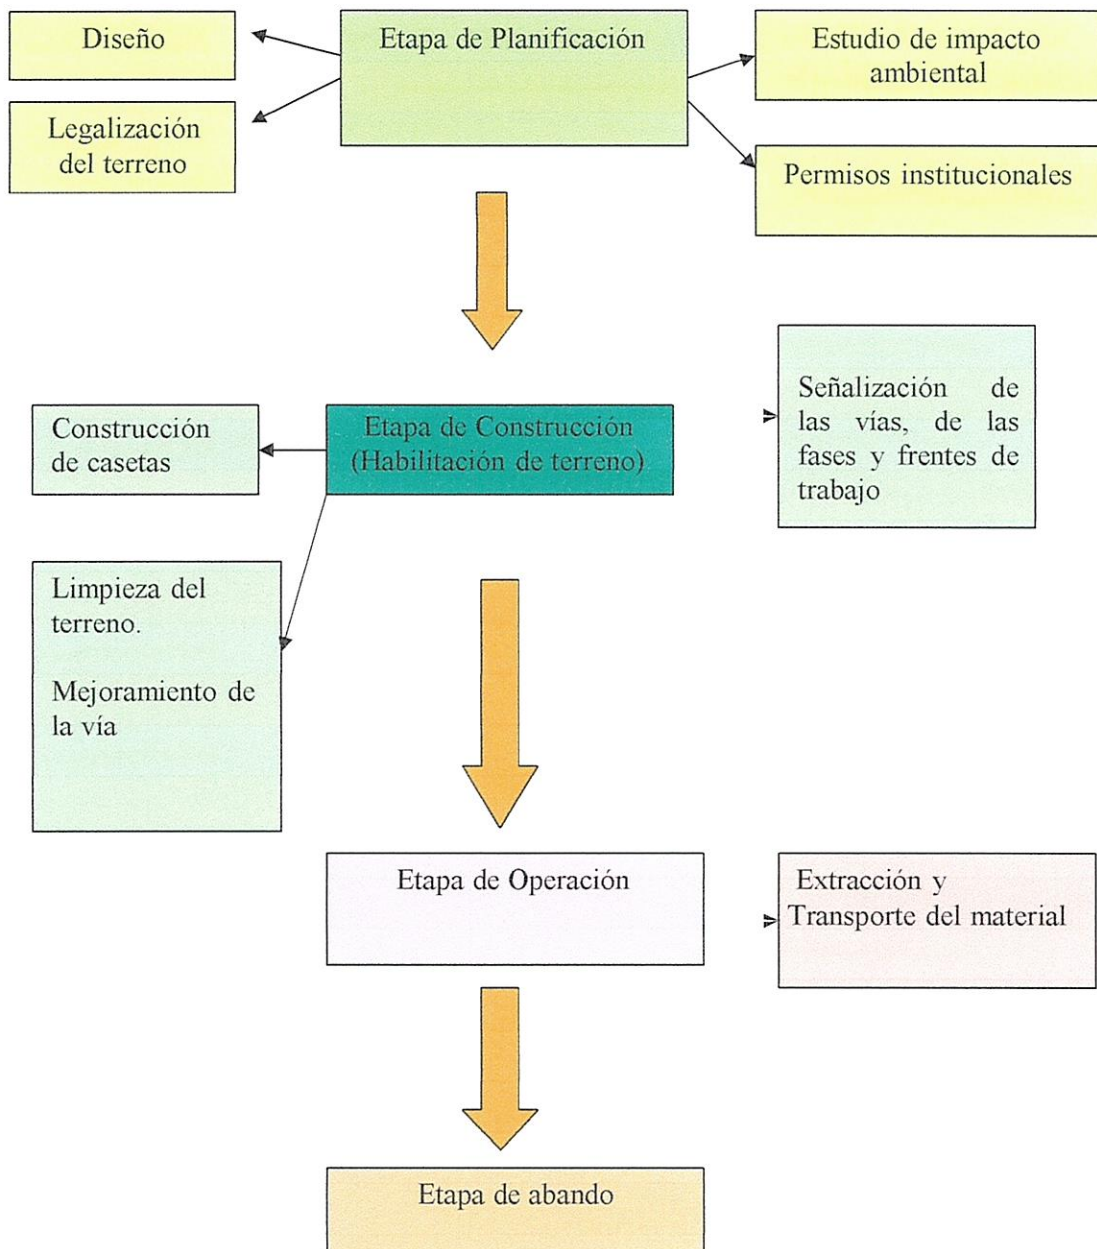 Diseño
Etapa de Planificación
Estudio de impacto
ambiental
Legalización
del terreno
Permisos institucionales
Construcción
de casetas
Etapa de Construcción
(Habilitación de terreno)
Señalización de
las vías, de las
fases y frentes de
trabajo
Limpieza del
terreno.
Mejoramiento de
la vía
Etapa de Operación
Extracción y
Transporte del material
Etapa de abando